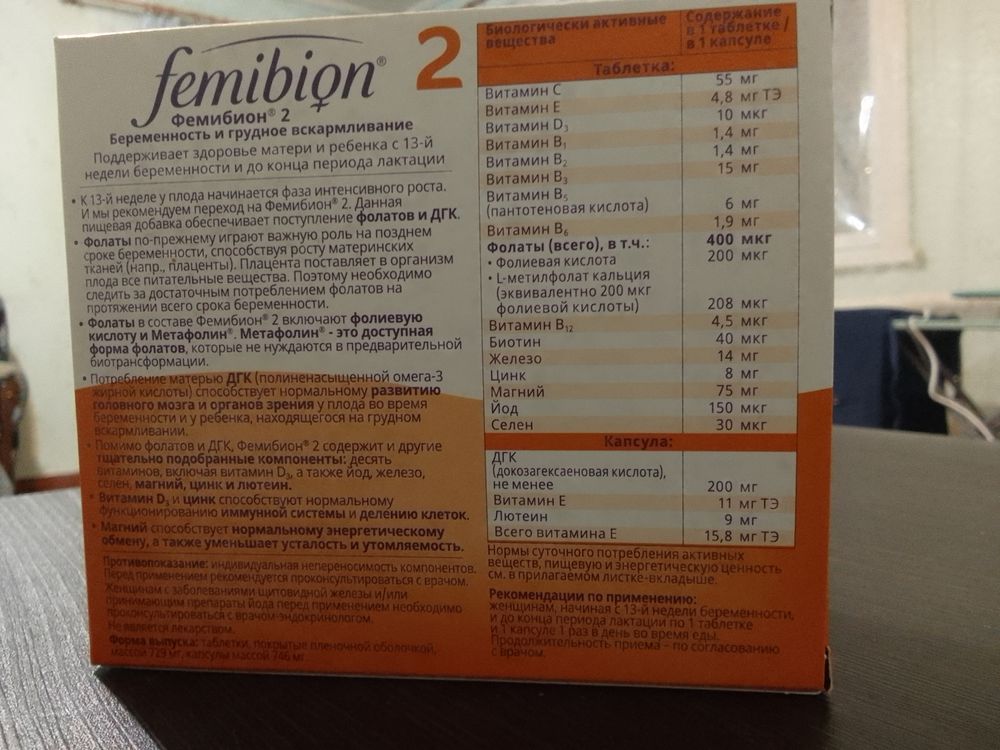 femibion®
2
Фемибион® 2
Беременность и грудное вскармливание
Поддерживает здоровье матери и ребенка с 13-й
недели беременности и до конца периода лактации
• К 13-й неделе у плода начинается фаза интенсивного роста.
И мы рекомендуем переход на Фемибион® 2. Данная
пищевая добавка обеспечивает поступление фолатов и ДГК.
• Фолаты по-прежнему играют важную роль на позднем
сроке беременности, способствуя росту материнских
тканей (напр., плаценты). Плацента поставляет в организм
плода все питательные вещества. Поэтому необходимо
следить за достаточным потреблением фолатов на
протяжении всего срока беременности.
• Фолаты в составе Фемибион® 2 включают фолиевую
кислоту и Метафолин®. Метафолин® - это доступная
форма фолатов, которые не нуждаются в предварительной
биотрансформации.
• Потребление матерью ДГК (полиненасыщенной омега-3
жирной кислоты) способствует нормальному развитию
головного мозга и органов зрения у плода во время
беременности и у ребенка, находящегося на грудном
вскармливании.
• Помимо фолатов и ДГК, Фемибион® 2 содержит и другие
тщательно подобранные компоненты: десять
витаминов, включая витамин D3, а также йод, железо,
селен, магний, цинк и лютеин.
• Витамин D3 и цинк способствуют нормальному
функционированию иммунной системы и делению клеток.
• Магний способствует нормальному энергетическому
обмену, а также уменьшает усталость и утомляемость.
Противопоказание: индивидуальная непереносимость компонентов.
Перед применением рекомендуется проконсультироваться с врачом.
Женщинам с заболеваниями щитовидной железы и/или
принимающим препараты йода перед применением необходимо
проконсультироваться с врачом-эндокринологом.
Не является лекарством.
Форма выпуска: таблетки, покрытые пленочной оболочкой,
массой 729 мг, капсулы массой 746 мг
Биологически активные вещества
Содержание в 1 таблетке / в 1 капсуле
Таблетка:
Витамин C 55 мг
Витамин E 4,8 мг ТЭ
Витамин D3 10 мкг
Витамин B1 1,4 мг
Витамин B2 1,4 мг
Витамин B3 15 мг
Витамин B5
(пантотеновая кислота) 6 мг
Витамин B6 1,9 мг
Фолаты (всего), в т.ч.: 400 мкг
• Фолиевая кислота 200 мкг
• L-метилфолат кальция
(эквивалентно 200 мкг
фолиевой кислоты) 208 мкг
Витамин B12 4,5 мкг
Биотин 40 мкг
Железо 14 мг
Цинк 8 мг
Магний 75 мг
Йод 150 мкг
Селен 30 мкг
Капсула:
ДГК
(докозагексаеновая кислота),
не менее 200 мг
Витамин E 11 мг ТЭ
Лютеин 9 мг
Всего витамина E 15,8 мг ТЭ
Нормы суточного потребления активных
веществ, пищевую и энергетическую ценность
см. в прилагаемом листке-вкладыше.
Рекомендации по применению:
женщинам, начиная с 13-й недели беременности,
и до конца периода лактации по 1 таблетке
и 1 капсуле 1 раз в день во время еды.
Продолжительность приема – по согласованию
с врачом.